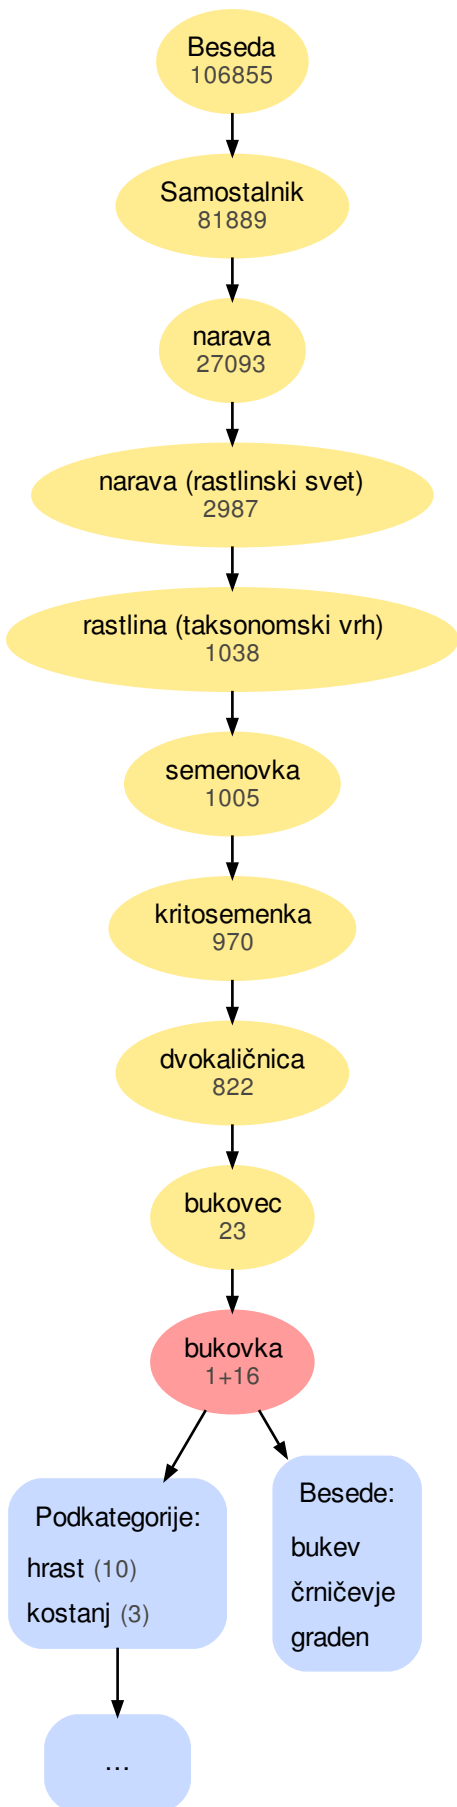 Beseda
106855
Samostalnik
81889
narava
27093
narava (rastlinski svet)
2987
rastlina (taksonomski vrh)
1038
semenovka
1005
kritosemenka
970
dvokaličnica
822
bukovec
23
bukovka
1+16
Podkategorije:
hrast (10)
kostanj (3)
Besede:
bukev
črničevje
graden
...